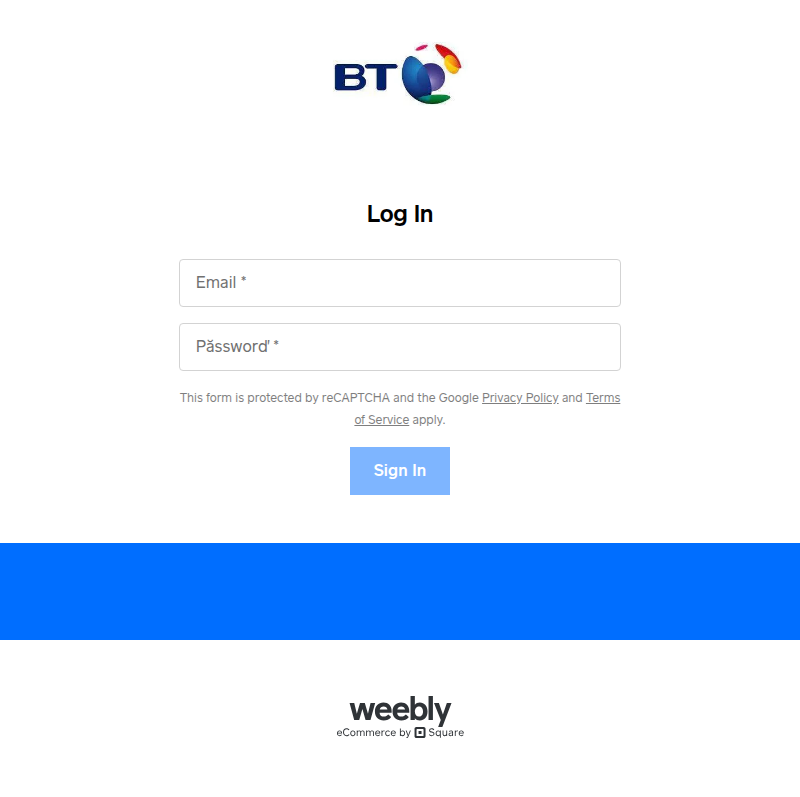 BT
Log In
Email *
Păssworď *
This form is protected by reCAPTCHA and the Google Privacy Policy and Terms
of Service apply.
Sign In
weebly
eCommerce by Square